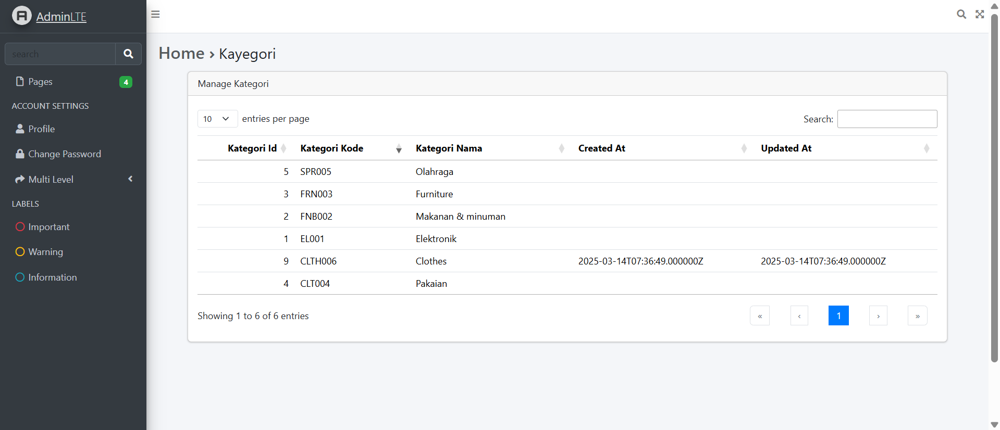 AdminLTE
search
Pages 4
ACCOUNT SETTINGS
Profile
Change Password
Multi Level
LABELS
Important
Warning
Information
Home › Kayegori
Manage Kategori
10 entries per page Search:
Kategori Id Kategori Kode Kategori Nama Created At Updated At
5 SPR005 Olahraga
3 FRN003 Furniture
2 FNB002 Makanan & minuman
1 EL001 Elektronik
9 CLTH006 Clothes 2025-03-14T07:36:49.000000Z 2025-03-14T07:36:49.000000Z
4 CLT004 Pakaian
Showing 1 to 6 of 6 entries « ‹ 1 › »